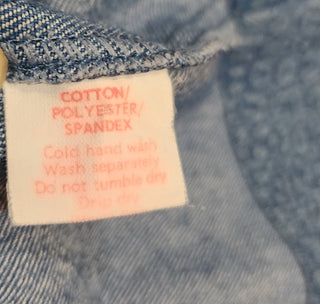 COTTON/
POLYESTER/
SPANDEX
Cold hand wash
Wash separately
Do not tumble dry
Drip dry